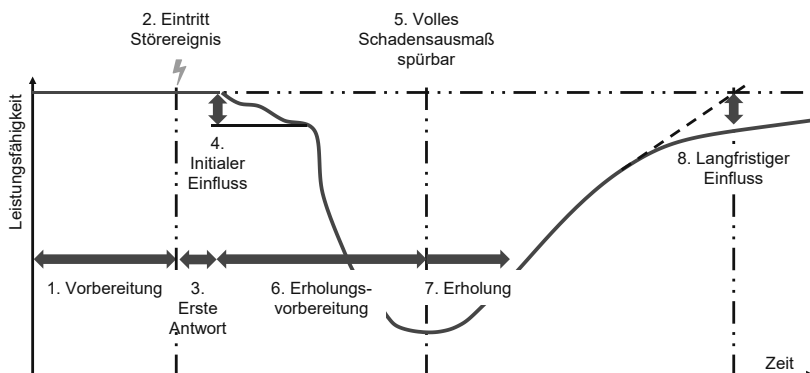 2. Eintritt
Störereignis
5. Volles
Schadensausmaß
spürbar
Leistungsfähigkeit
4.
Initialer
Einfluss
8. Langfristiger
Einfluss
1. Vorbereitung
3.
Erste
Antwort
6. Erholungs-
vorbereitung
7. Erholung
Zeit